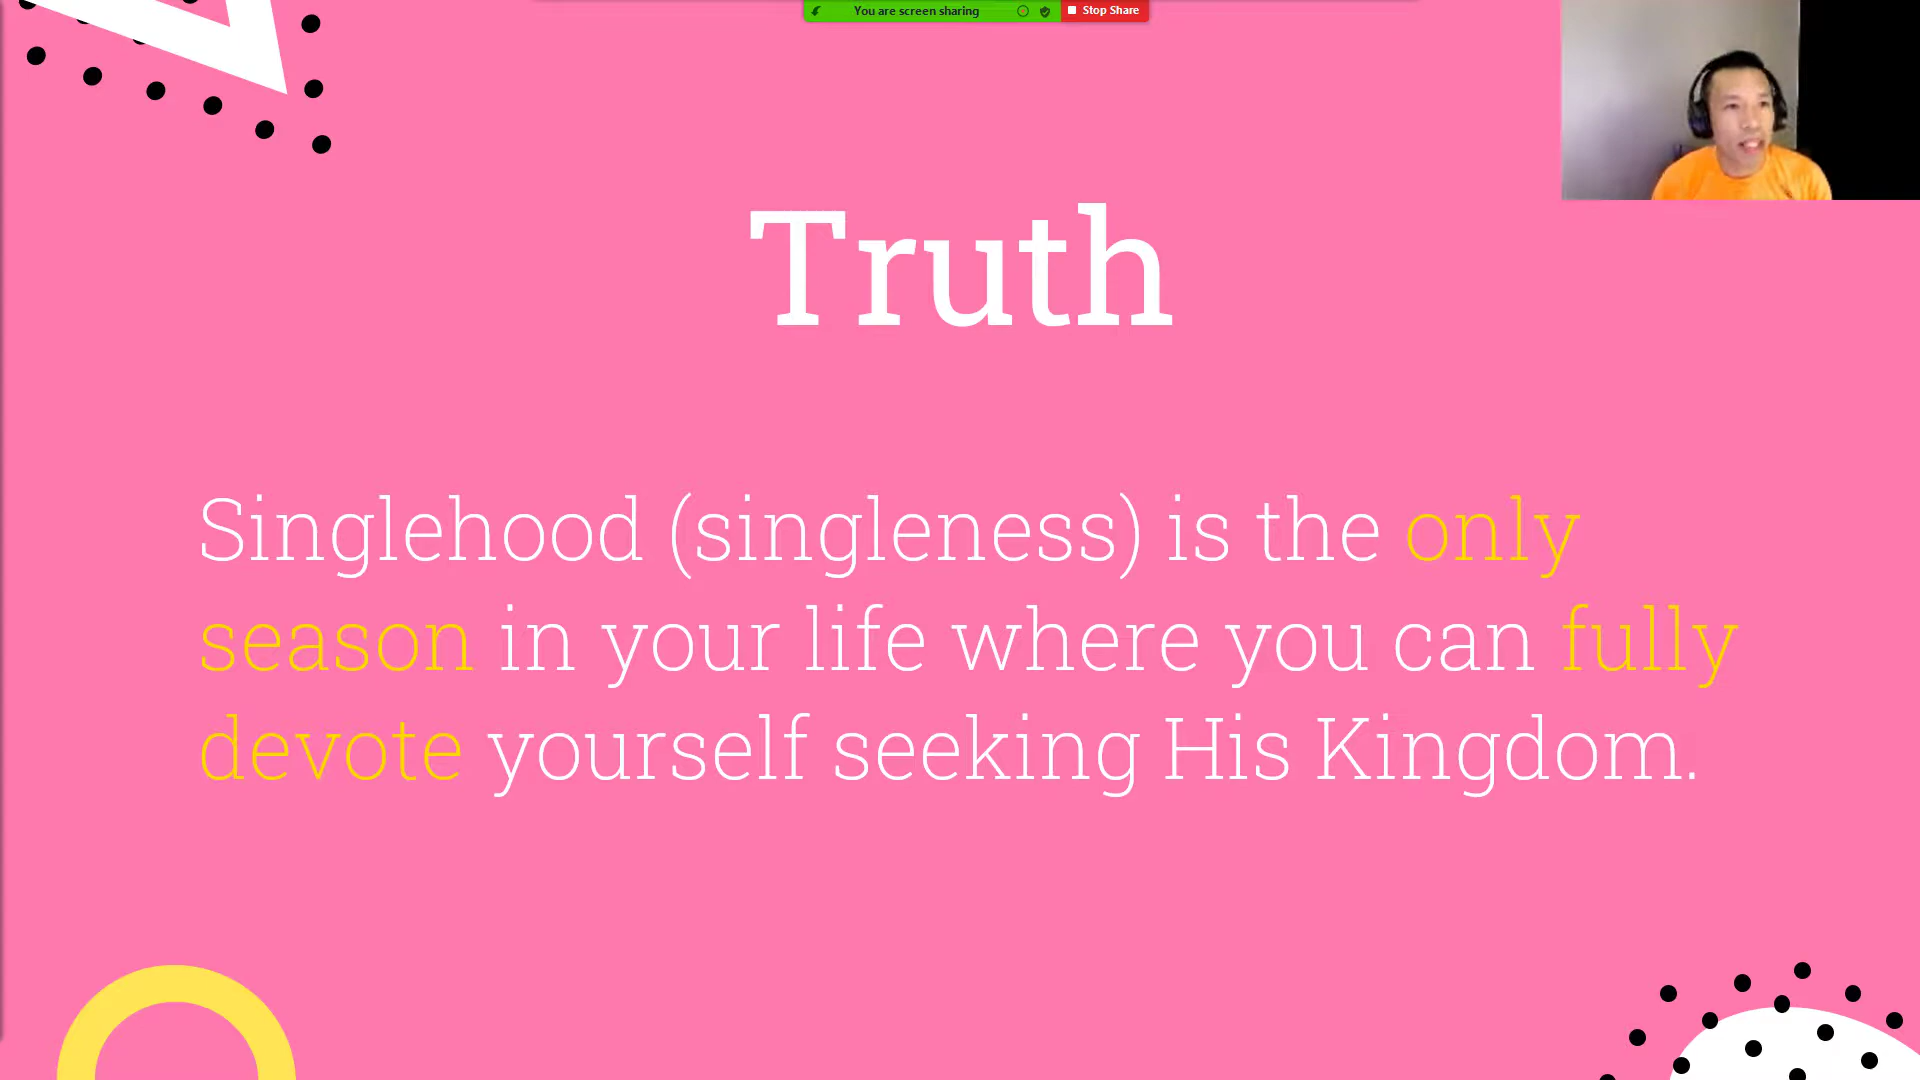 You are screen sharing
Stop Share
Truth
Singlehood (singleness) is the only
season in your life where you can fully
devote yourself seeking His Kingdom.